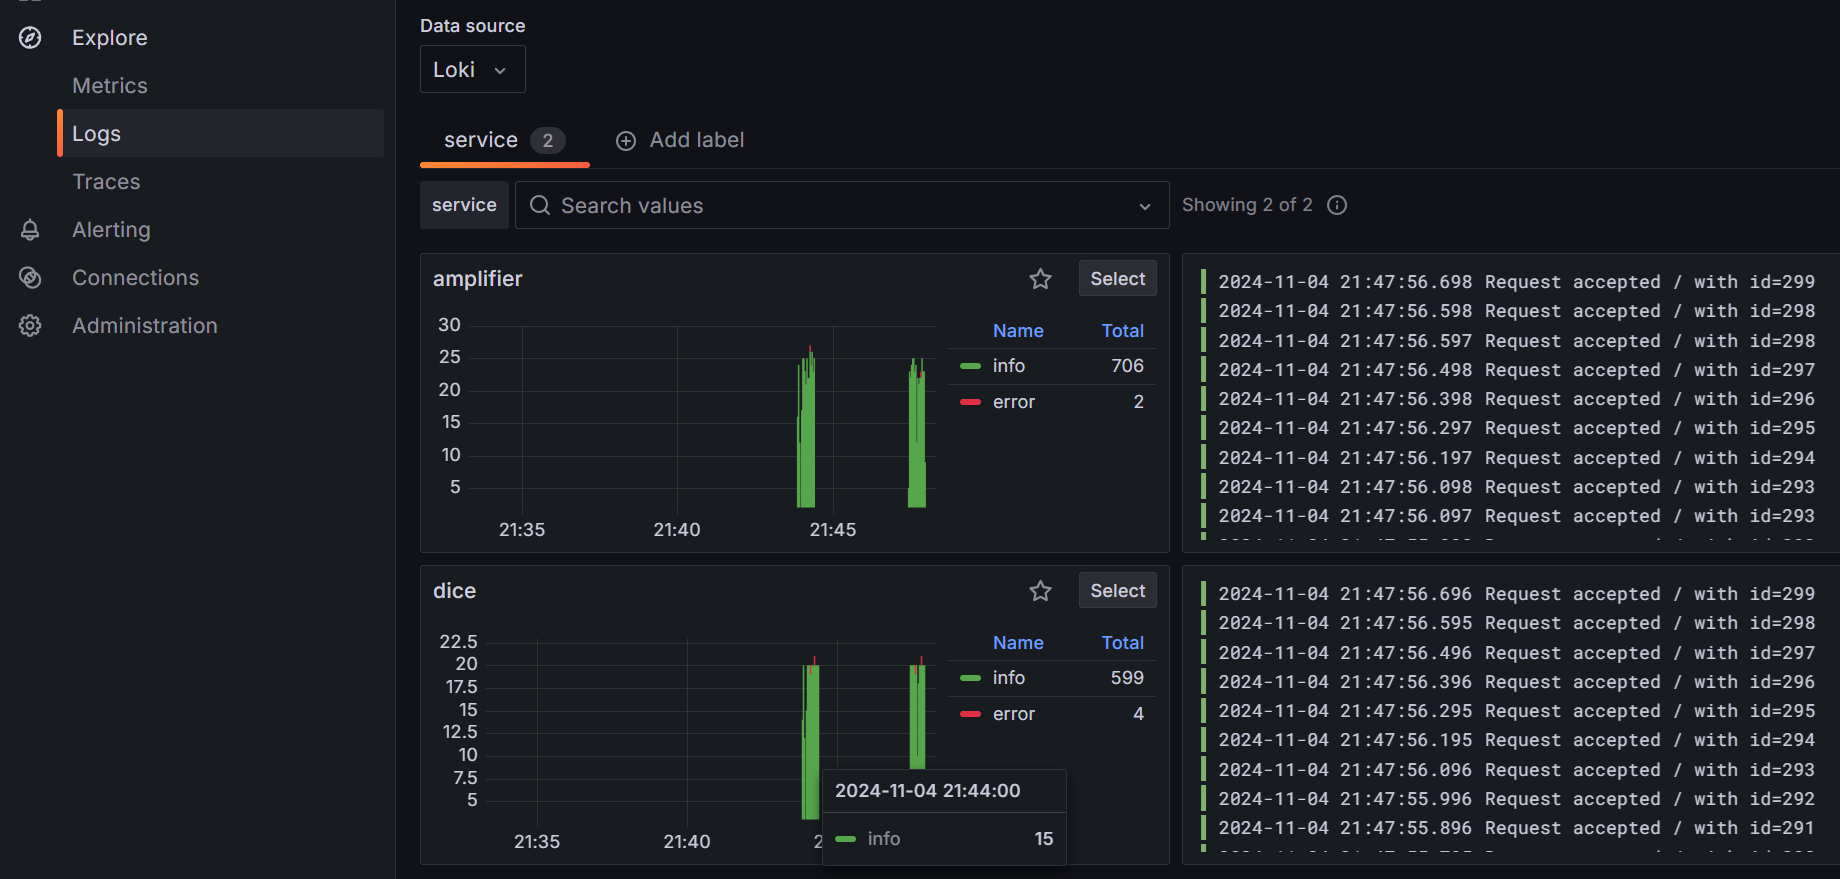 Explore
Metrics
Logs
Traces
Alerting
Connections
Administration
Data source
Loki
service 2 Add label
service Search values Showing 2 of 2
amplifier Select
30
25
20
15
10
5
21:35 21:40 21:45
Name Total
info 706
error 2
2024-11-04 21:47:56.698 Request accepted / with id=299
2024-11-04 21:47:56.598 Request accepted / with id=298
2024-11-04 21:47:56.597 Request accepted / with id=298
2024-11-04 21:47:56.498 Request accepted / with id=297
2024-11-04 21:47:56.398 Request accepted / with id=296
2024-11-04 21:47:56.297 Request accepted / with id=295
2024-11-04 21:47:56.197 Request accepted / with id=294
2024-11-04 21:47:56.098 Request accepted / with id=293
2024-11-04 21:47:56.097 Request accepted / with id=293
dice Select
22.5
20
17.5
15
12.5
10
7.5
5
21:35 21:40 2
Name Total
info 599
error 4
2024-11-04 21:44:00
info 15
2024-11-04 21:47:56.696 Request accepted / with id=299
2024-11-04 21:47:56.595 Request accepted / with id=298
2024-11-04 21:47:56.496 Request accepted / with id=297
2024-11-04 21:47:56.396 Request accepted / with id=296
2024-11-04 21:47:56.295 Request accepted / with id=295
2024-11-04 21:47:56.195 Request accepted / with id=294
2024-11-04 21:47:56.096 Request accepted / with id=293
2024-11-04 21:47:55.996 Request accepted / with id=292
2024-11-04 21:47:55.896 Request accepted / with id=291